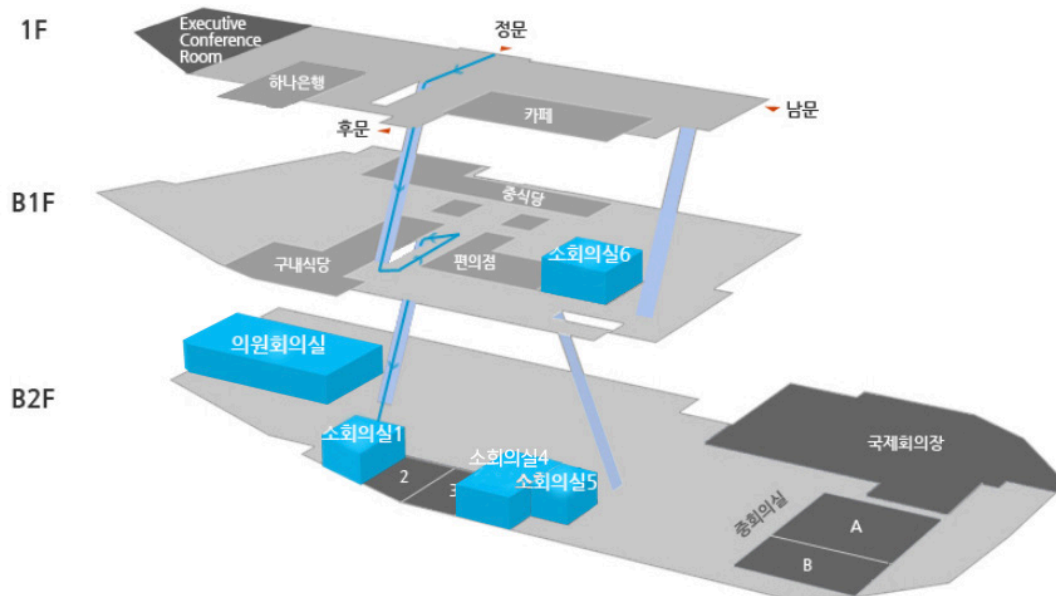 1F
Executive
Conference
Room
정문
하나은행
카페
남문
후문
B1F
중식당
구내식당
편의점
소회의실6
의원회의실
B2F
소회의실1
2
3
소회의실4
소회의실5
국제회의장
중회의실
A
B